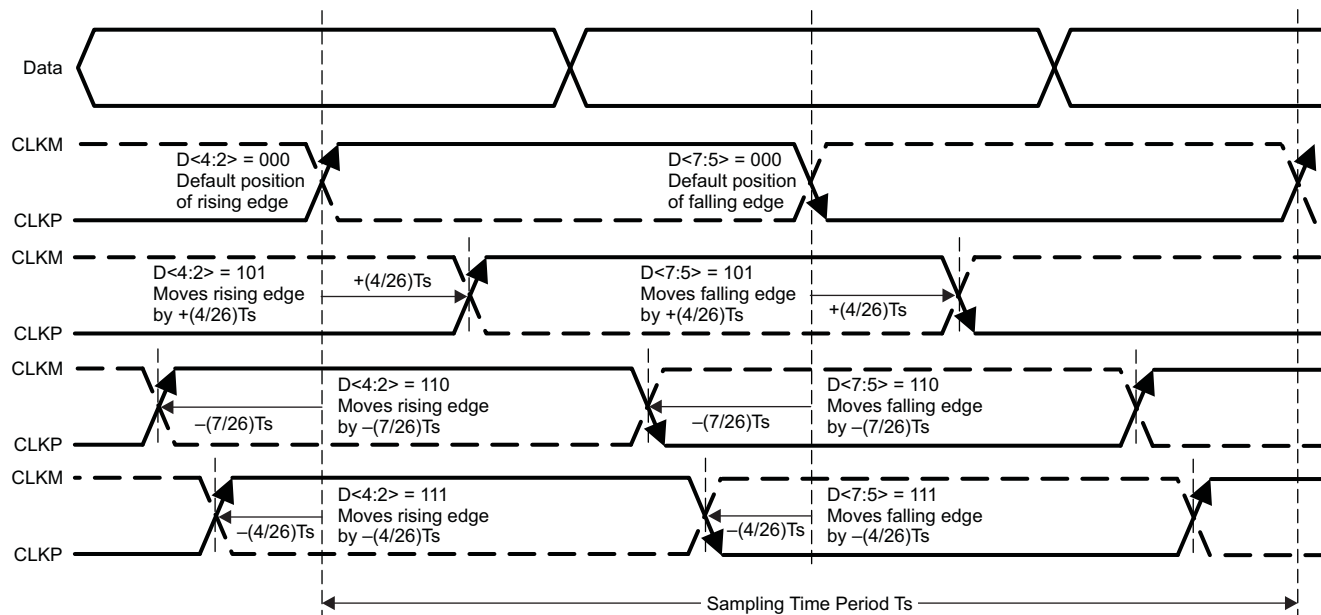 Data
CLKM
D<4:2> = 000
Default position
of rising edge
D<7:5> = 000
Default position
of falling edge
CLKP
CLKM
D<4:2> = 101
Moves rising edge
by +(4/26)Ts
+(4/26)Ts
D<7:5> = 101
Moves falling edge
by +(4/26)Ts
+(4/26)Ts
CLKP
CLKM
–(7/26)Ts
D<4:2> = 110
Moves rising edge
by –(7/26)Ts
–(7/26)Ts
D<7:5> = 110
Moves falling edge
by –(7/26)Ts
CLKP
CLKM
–(4/26)Ts
D<4:2> = 111
Moves rising edge
by –(4/26)Ts
–(4/26)Ts
D<7:5> = 111
Moves falling edge
by –(4/26)Ts
CLKP
Sampling Time Period Ts